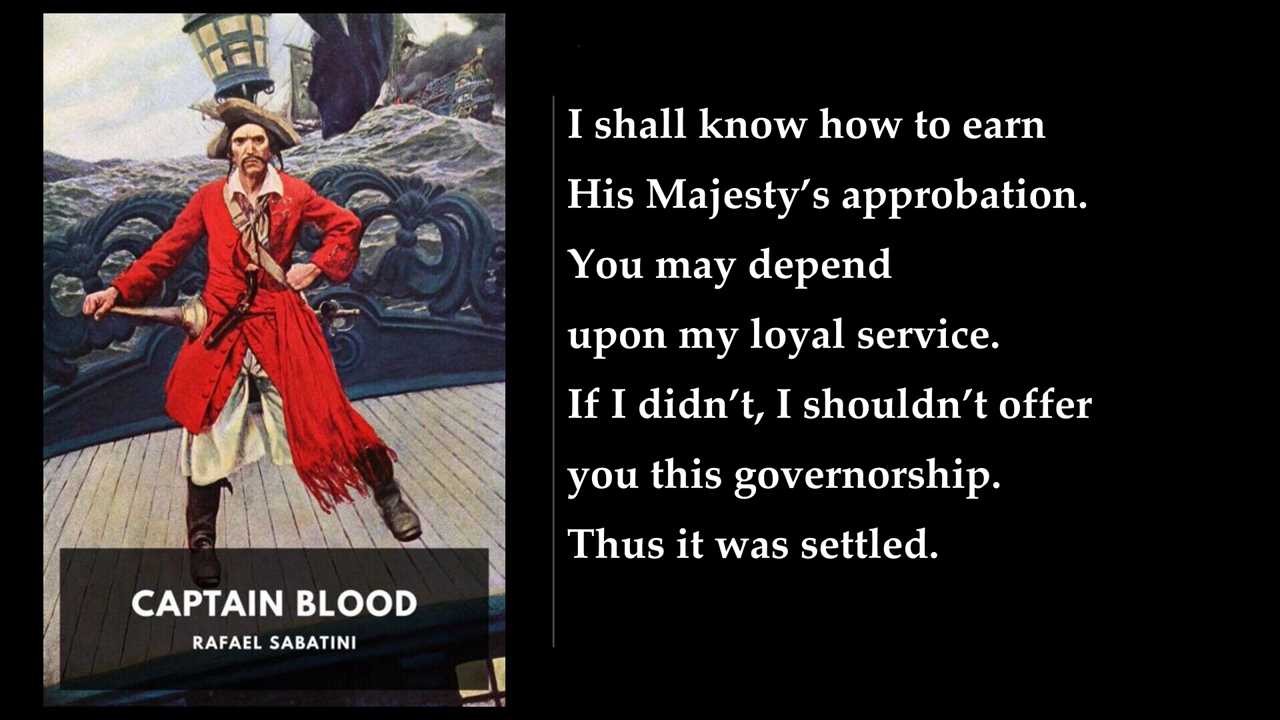 CAPTAIN BLOOD
RAFAEL SABATINI
I shall know how to earn
His Majesty’s approbation.
You may depend
upon my loyal service.
If I didn’t, I shouldn’t offer
you this governorship.
Thus it was settled.